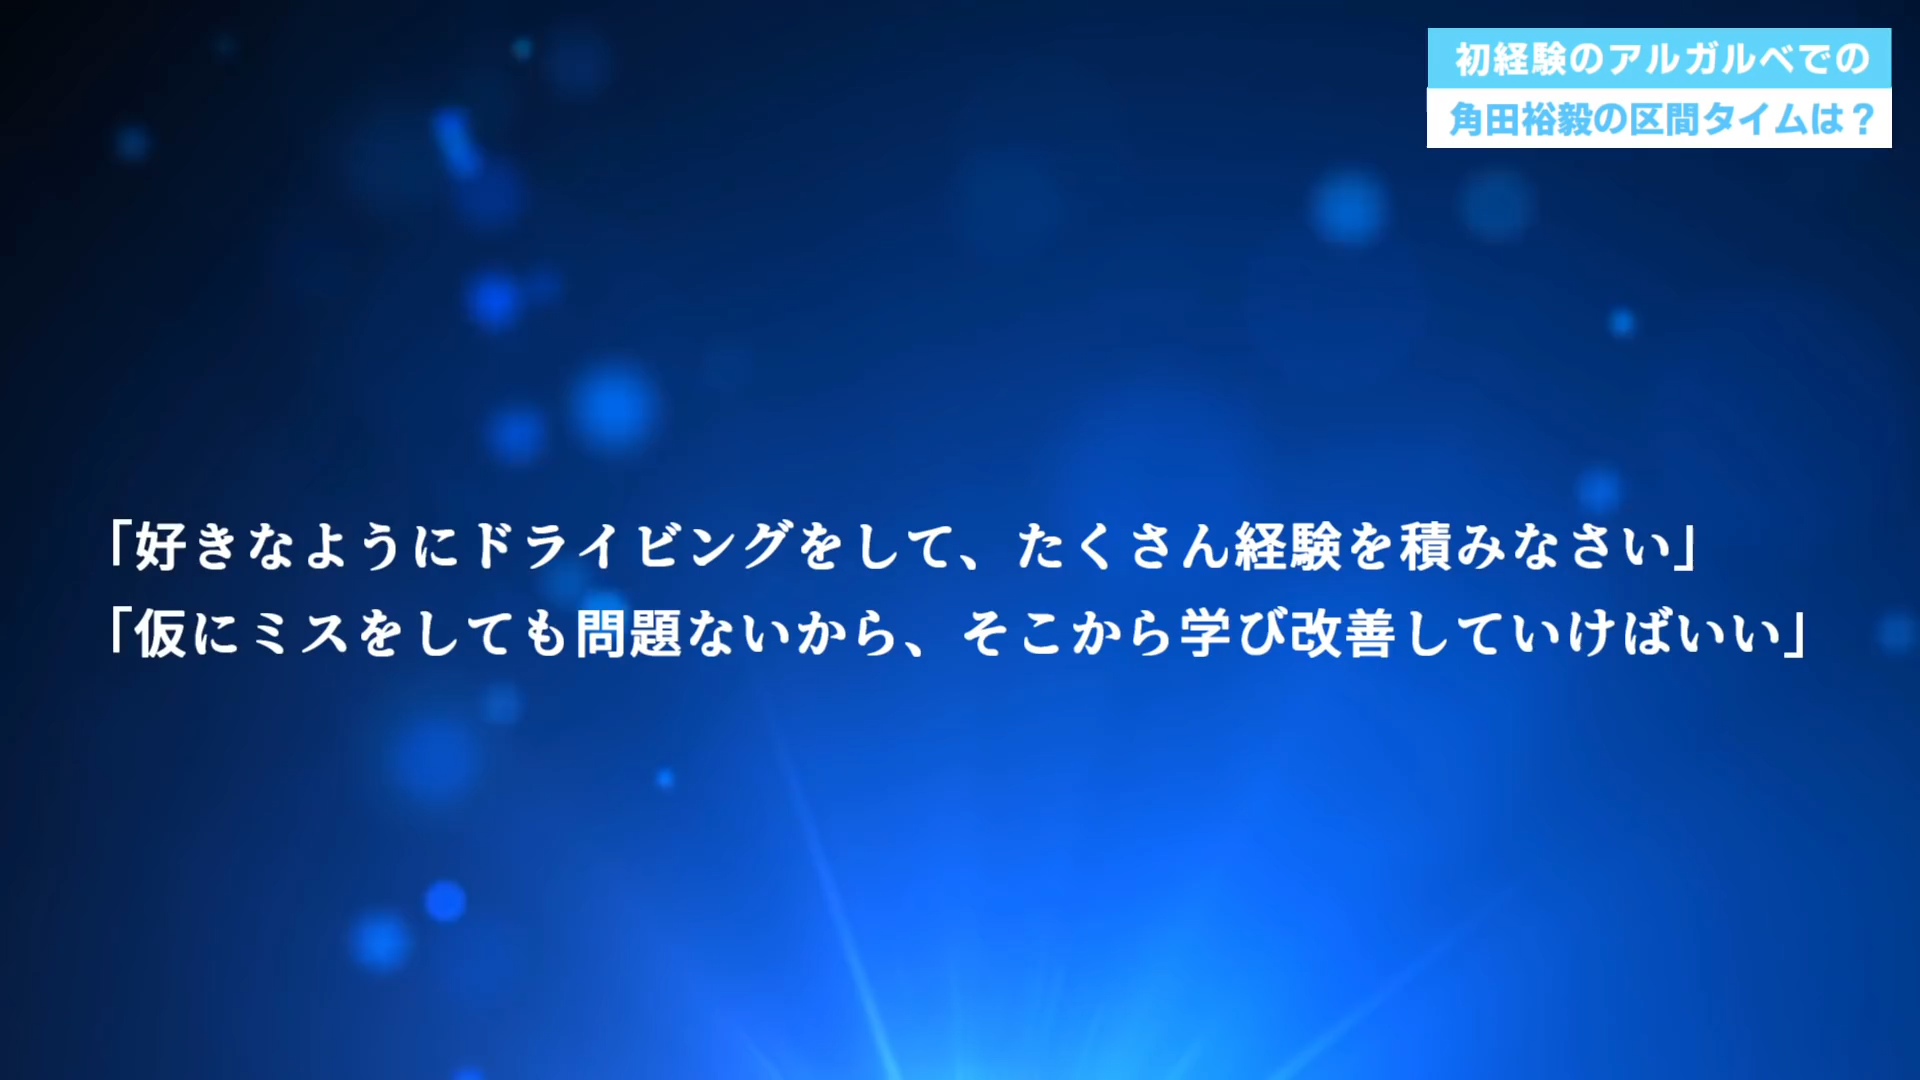 初経験のアルガルベでの
角田裕毅の区間タイムは？
「好きなようにドライビングをして、たくさん経験を積みなさい」
「仮にミスをしても問題ないから、そこから学び改善していけばいい」